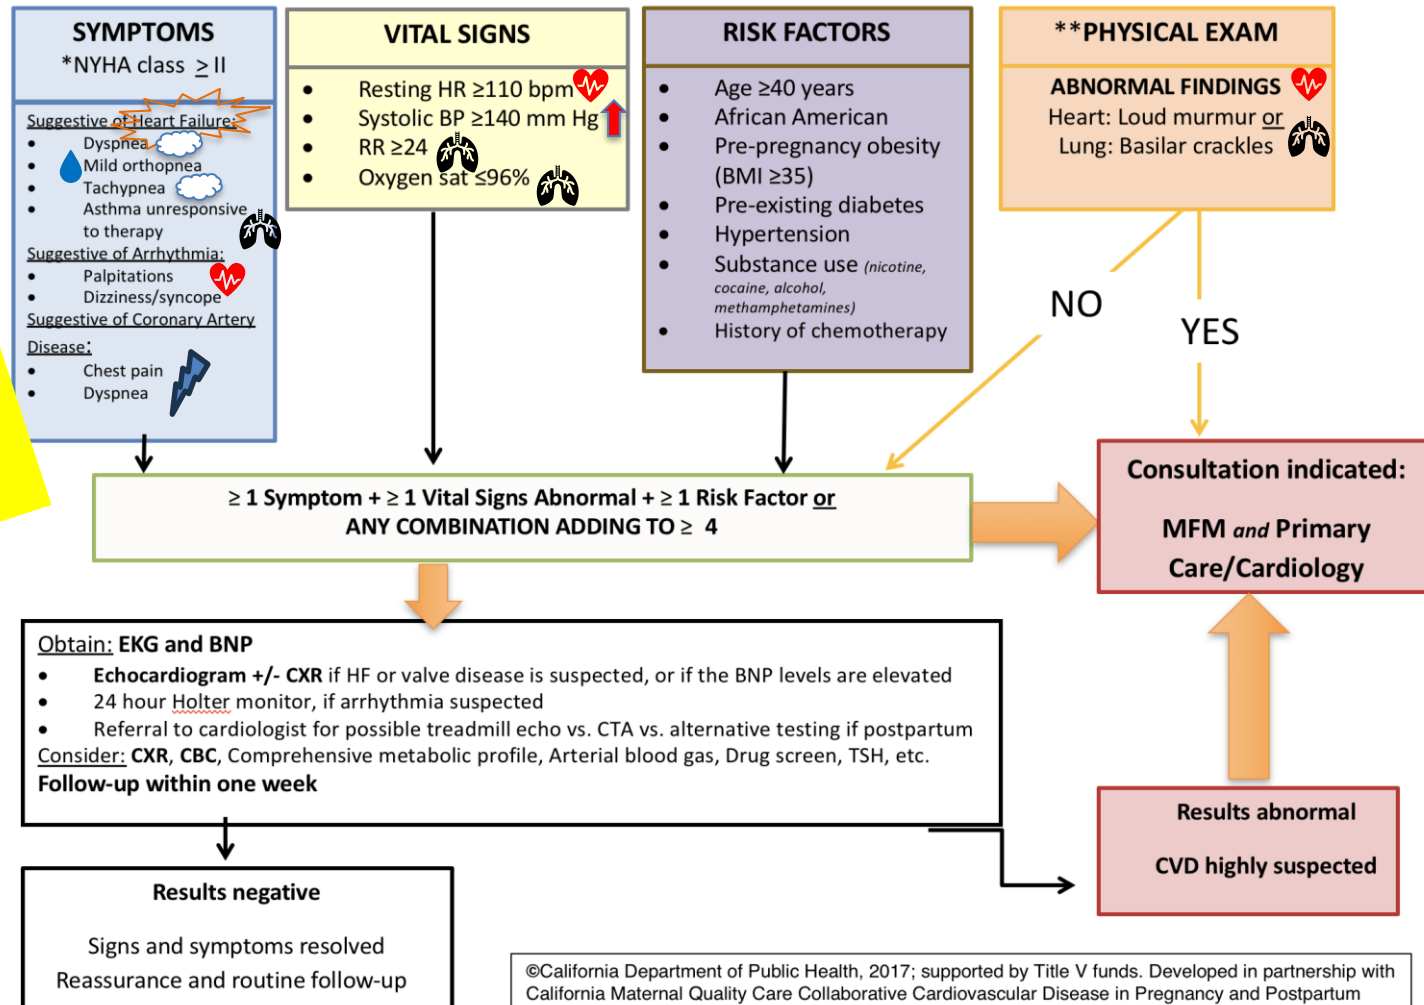 SYMPTOMS
*NYHA class ≥ II
Suggestive of Heart Failure:
• Dyspnea
• Mild orthopnea
• Tachypnea
• Asthma unresponsive
to therapy
Suggestive of Arrhythmia:
• Palpitations
• Dizziness/syncope
Suggestive of Coronary Artery
Disease:
• Chest pain
• Dyspnea
VITAL SIGNS
• Resting HR ≥110 bpm
• Systolic BP ≥140 mm Hg
• RR ≥24
• Oxygen sat ≤96%
RISK FACTORS
• Age ≥40 years
• African American
• Pre-pregnancy obesity
(BMI ≥35)
• Pre-existing diabetes
• Hypertension
• Substance use (nicotine,
cocaine, alcohol,
methamphetamines)
• History of chemotherapy
**PHYSICAL EXAM
ABNORMAL FINDINGS
Heart: Loud murmur or
Lung: Basilar crackles
NO
YES
≥ 1 Symptom + ≥ 1 Vital Signs Abnormal + ≥ 1 Risk Factor or
ANY COMBINATION ADDING TO ≥ 4
Consultation indicated:
MFM and Primary
Care/Cardiology
Obtain: EKG and BNP
• Echocardiogram +/- CXR if HF or valve disease is suspected, or if the BNP levels are elevated
• 24 hour Holter monitor, if arrhythmia suspected
• Referral to cardiologist for possible treadmill echo vs. CTA vs. alternative testing if postpartum
Consider: CXR, CBC, Comprehensive metabolic profile, Arterial blood gas, Drug screen, TSH, etc.
Follow-up within one week
Results abnormal
CVD highly suspected
Results negative
Signs and symptoms resolved
Reassurance and routine follow-up
©California Department of Public Health, 2017; supported by Title V funds. Developed in partnership with
California Maternal Quality Care Collaborative Cardiovascular Disease in Pregnancy and Postpartum